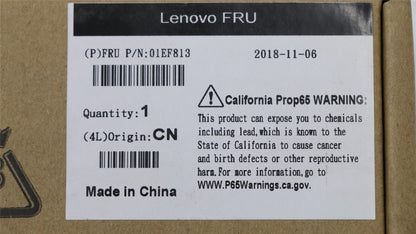 Lenovo FRU
(P)FRU P/N:01EF813
2018-11-06
Quantity:1
(4L)Origin:CN
Made in China
California Prop65 WARNING:
This product can expose you to chemicals
including lead,which is known to the
State of California to cause cancer
and birth defects or other reproductive
harm.For more information,go to
WWW.P65Warnings.ca.gov.